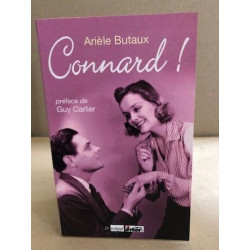 Arièle Butaux
Connard !
préface de
Guy Carlier